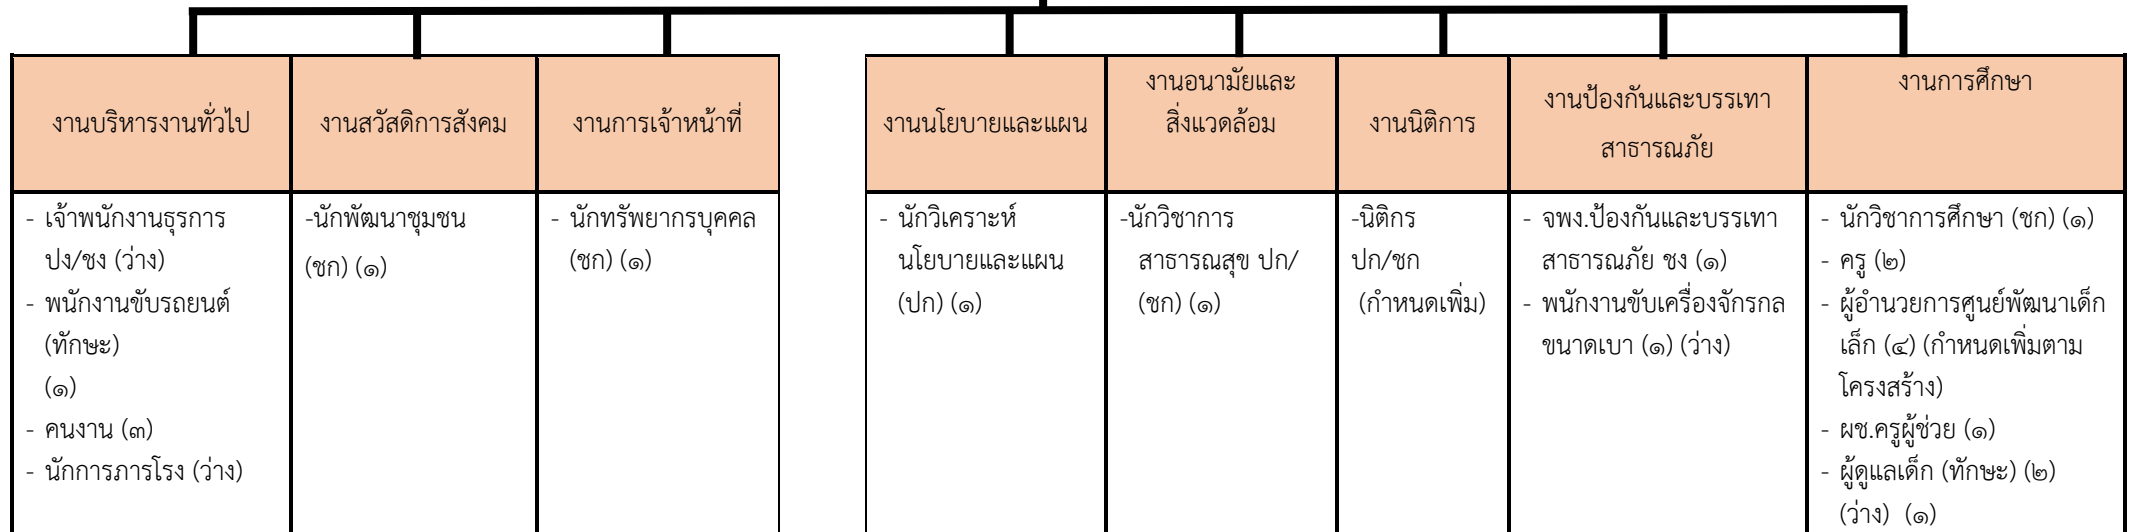 งานบริหารงานทั่วไป
งานสวัสดิการสังคม
งานการเจ้าหน้าที่
งานนโยบายและแผน
งานอนามัยและ
สิ่งแวดล้อม
งานนิติการ
งานป้องกันและบรรเทา
สาธารณภัย
งานการศึกษา
- เจ้าพนักงานธุรการ
ปง/ชง (ว่าง)
- พนักงานขับรถยนต์
(ทักษะ)
(๑)
- คนงาน (๓)
- นักการภารโรง (ว่าง)
-นักพัฒนาชุมชน
(ชก) (๑)
- นักทรัพยากรบุคคล
(ชก) (๑)
- นักวิเคราะห์
นโยบายและแผน
(ปก) (๑)
-นักวิชาการ
สาธารณสุข ปก/
(ชก) (๑)
-นิติกร
ปก/ชก
(กำหนดเพิ่ม)
- จพง.ป้องกันและบรรเทา
สาธารณภัย ชง (๑)
- พนักงานขับเครื่องจักรกล
ขนาดเบา (๑) (ว่าง)
- นักวิชาการศึกษา (ชก) (๑)
- ครู (๒)
- ผู้อำนวยการศูนย์พัฒนาเด็ก
เล็ก (๔) (กำหนดเพิ่มตาม
โครงสร้าง)
- ผช.ครูผู้ช่วย (๑)
- ผู้ดูแลเด็ก (ทักษะ) (๒)
(ว่าง) (๑)